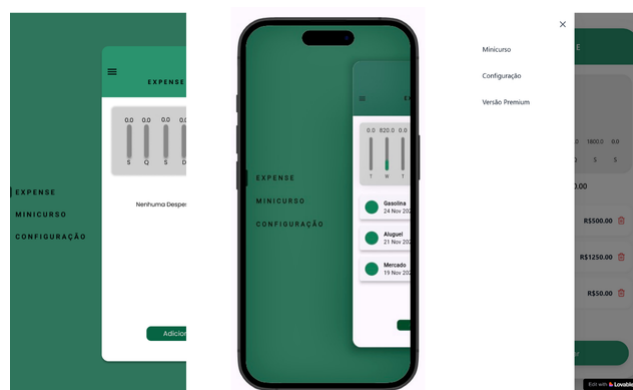 EXPENSE
0.0 0.0 0.0 0.
S Q S D
Nenhuma Despe
EXPENSE
MINICURSO
CONFIGURAÇÃO
Adicion
E
0.0 820.0 0.0
T W T
EXPENSE
MINICURSO
CONFIGURAÇÃO
Gasolina
24 Nov 202
Aluguel
21 Nov 202
Mercado
19 Nov 202
Minicurso
Configuração
Versão Premium
E
1800.0 0.0
S S
0.00
R$500.00
R$1250.00
R$50.00
ar
Edit with Lovable